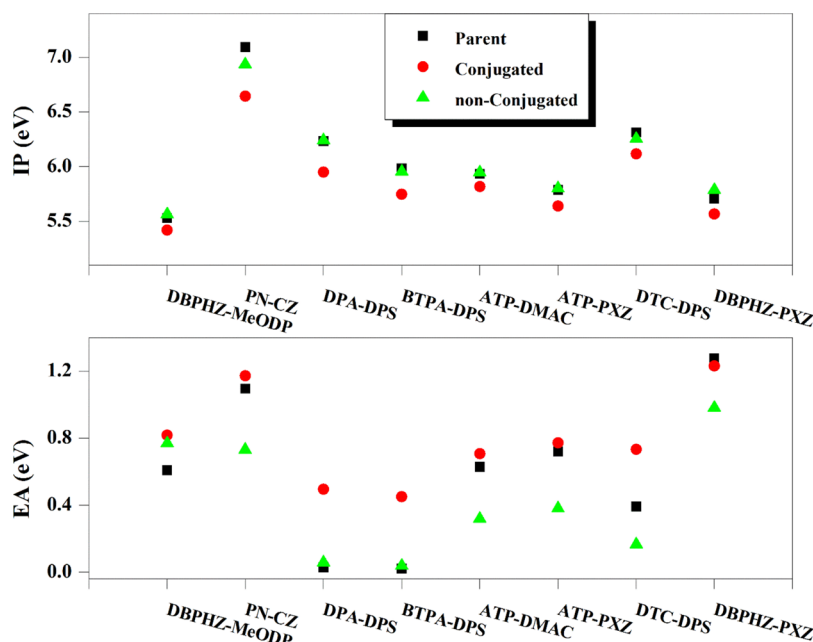 Parent
Conjugated
non-Conjugated
IP (eV)
7.0
6.5
6.0
5.5
DBPHZ-MeODP
PN-CZ
DPA-DPS
BTPA-DPS
ATP-DMAC
ATP-PXZ
DTC-DPS
DBPHZ-PXZ
EA (eV)
1.2
0.8
0.4
0.0
DBPHZ-MeODP
PN-CZ
DPA-DPS
BTPA-DPS
ATP-DMAC
ATP-PXZ
DTC-DPS
DBPHZ-PXZ